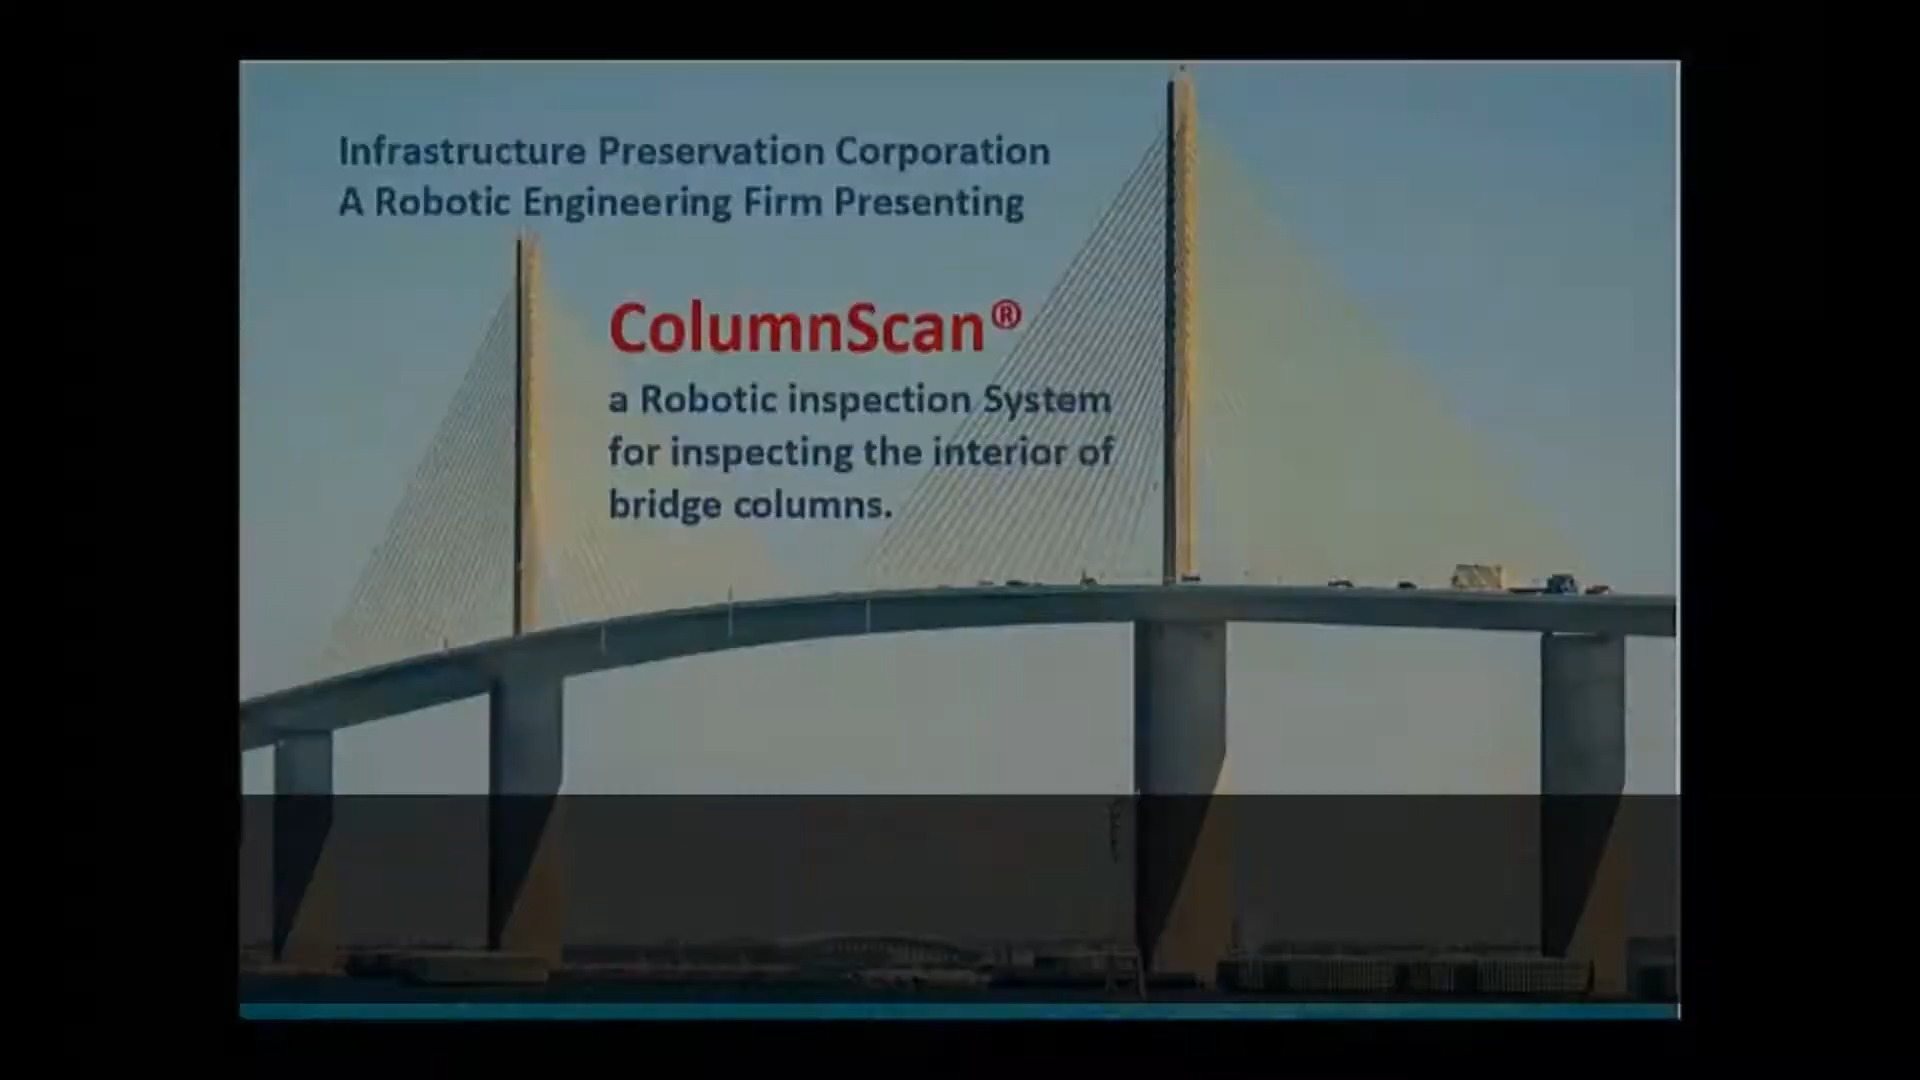 Infrastructure Preservation Corporation
A Robotic Engineering Firm Presenting
ColumnScan®
a Robotic inspection System
for inspecting the interior of
bridge columns.